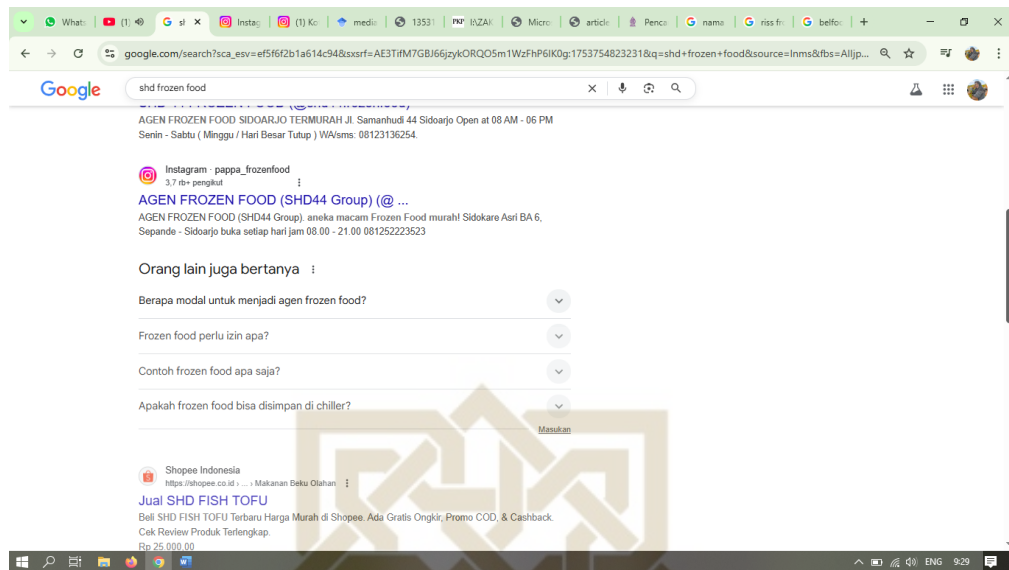 Whats
(1)
G sl
Instag
(1) Ko
media
1353
PKP I\ZAK
Micro
article
Penca
G nama
G riss fr
G belfoo
google.com/search?sca_esv=ef5f6f2b1a614c94&sxsrf=AE3TifM7GBJ66jzykORQO5m1WzFhP6IK0g:1753754823231&q=shd+frozen+food&source=lnms&fbs=AIIjp...
Google
shd frozen food
AGEN FROZEN FOOD SIDOARJO TERMURAH Jl. Samanhudi 44 Sidoarjo Open at 08 AM - 06 PM
Senin - Sabtu ( Minggu / Hari Besar Tutup ) WA/sms: 08123136254.
Instagram · pappa_frozenfood
3,7 rb+ pengikut
AGEN FROZEN FOOD (SHD44 Group) (@ ...
AGEN FROZEN FOOD (SHD44 Group). aneka macam Frozen Food murah! Sidokare Asri BA 6,
Sepande - Sidoarjo buka setiap hari jam 08.00 - 21.00 081252223523
Orang lain juga bertanya
Berapa modal untuk menjadi agen frozen food?
Frozen food perlu izin apa?
Contoh frozen food apa saja?
Apakah frozen food bisa disimpan di chiller?
Masukan
Shopee Indonesia
https://shopee.co.id › ... › Makanan Beku Olahan
Jual SHD FISH TOFU
Beli SHD FISH TOFU Terbaru Harga Murah di Shopee. Ada Gratis Ongkir, Promo COD, & Cashback.
Cek Review Produk Terlengkap.
Rp 25.000,00
ENG 9:29